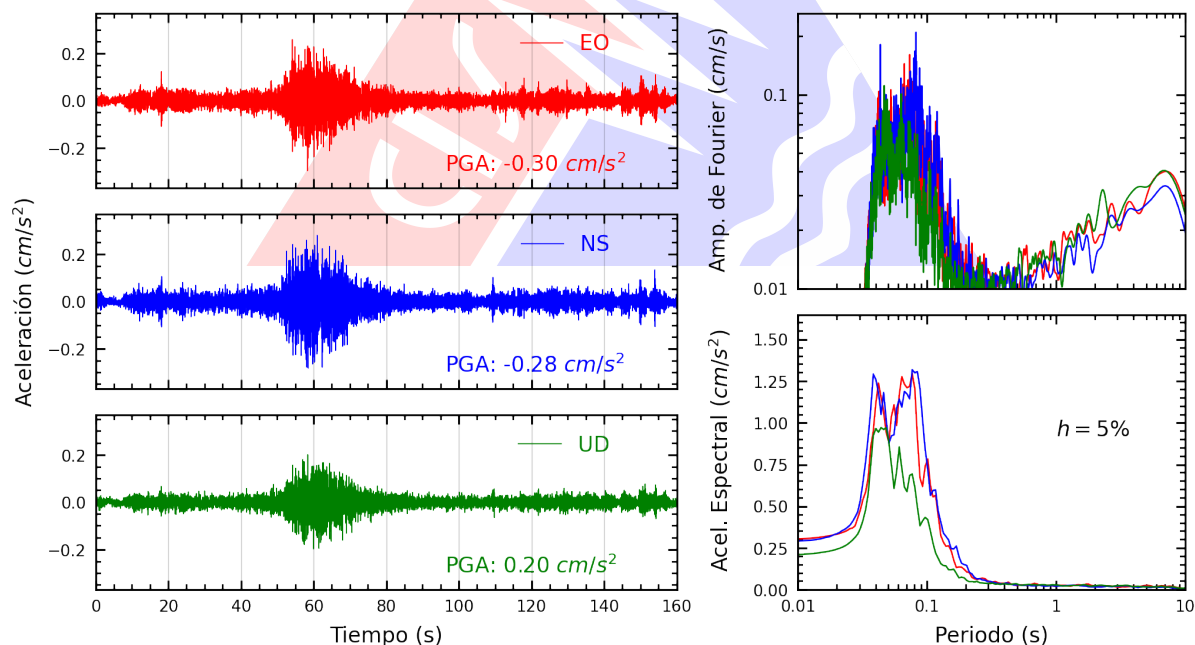 Aceleración (cm/s²)
0.2
0.0
−0.2
EO
PGA: -0.30 cm/s²
0.2
0.0
−0.2
NS
PGA: -0.28 cm/s²
0.2
0.0
−0.2
UD
PGA: 0.20 cm/s²
0 20 40 60 80 100 120 140 160
Tiempo (s)
Amp. de Fourier (cm/s)
0.1
0.01
Acel. Espectral (cm/s²)
1.50
1.25
1.00
0.75
0.50
0.25
0.00
h = 5%
0.01 0.1 1 10
Periodo (s)